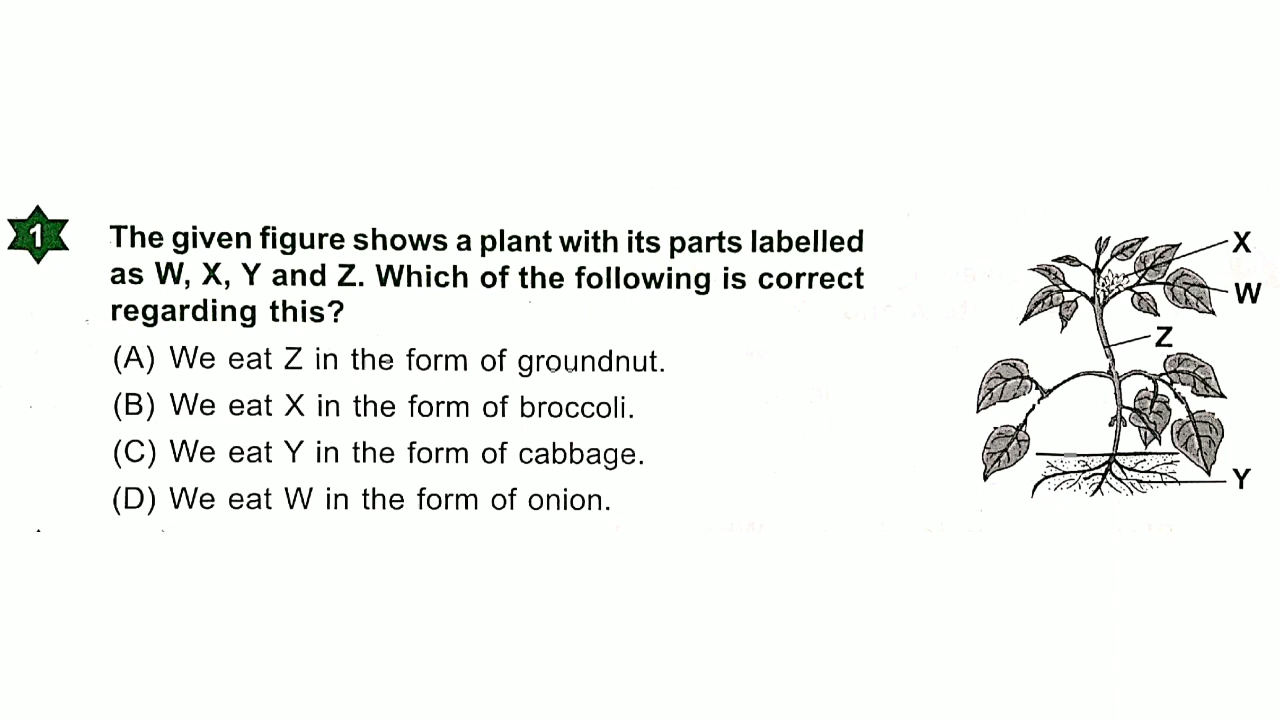 1
The given figure shows a plant with its parts labelled
as W, X, Y and Z. Which of the following is correct
regarding this?
(A) We eat Z in the form of groundnut.
(B) We eat X in the form of broccoli.
(C) We eat Y in the form of cabbage.
(D) We eat W in the form of onion.
X
W
Z
Y